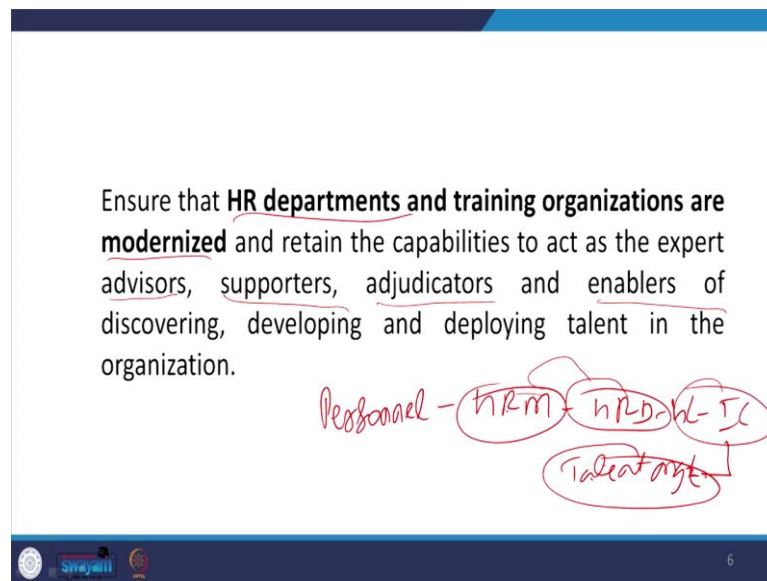 Ensure that HR departments and training organizations are
modernized and retain the capabilities to act as the expert
advisors, supporters, adjudicators and enablers of
discovering, developing and deploying talent in the
organization.
Personnel - HRM - HRD - HC - IC
Talent mgt.
swayam
6